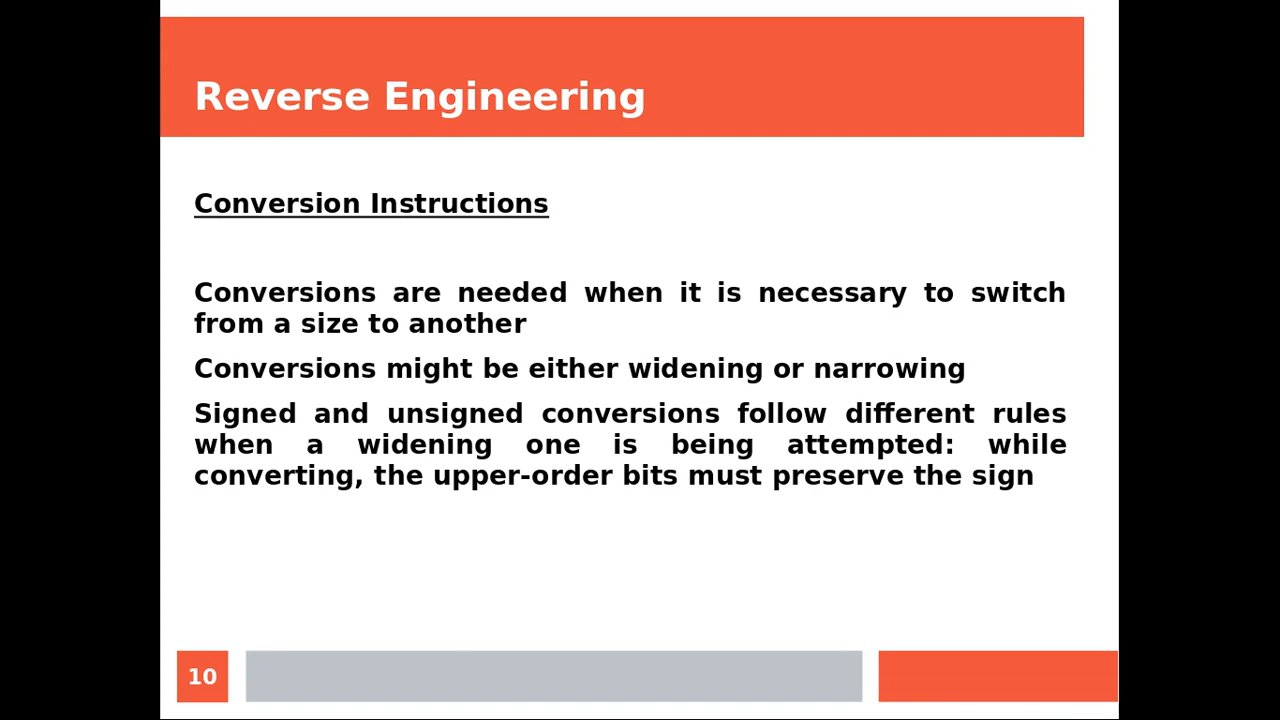 Reverse Engineering
Conversion Instructions
Conversions are needed when it is necessary to switch
from a size to another
Conversions might be either widening or narrowing
Signed and unsigned conversions follow different rules
when a widening one is being attempted: while
converting, the upper-order bits must preserve the sign
10